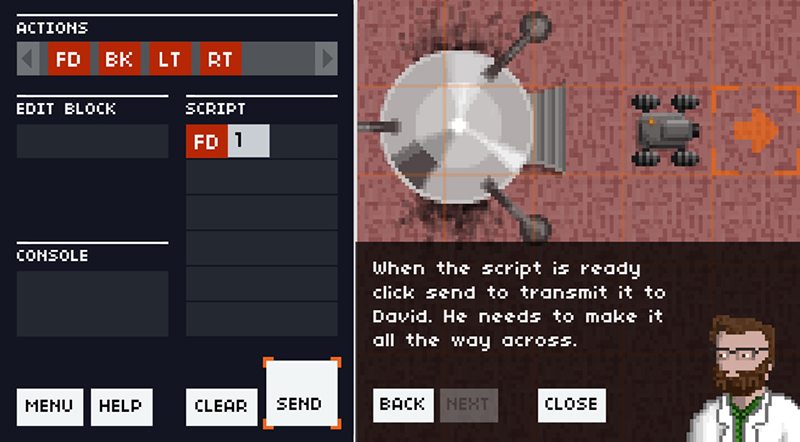 ACTIONS
FD BK LT RT
EDIT BLOCK
SCRIPT
FD 1
CONSOLE
MENU HELP CLEAR SEND
When the script is ready
click send to transmit it to
David. He needs to make it
all the way across.
BACK NEXT CLOSE